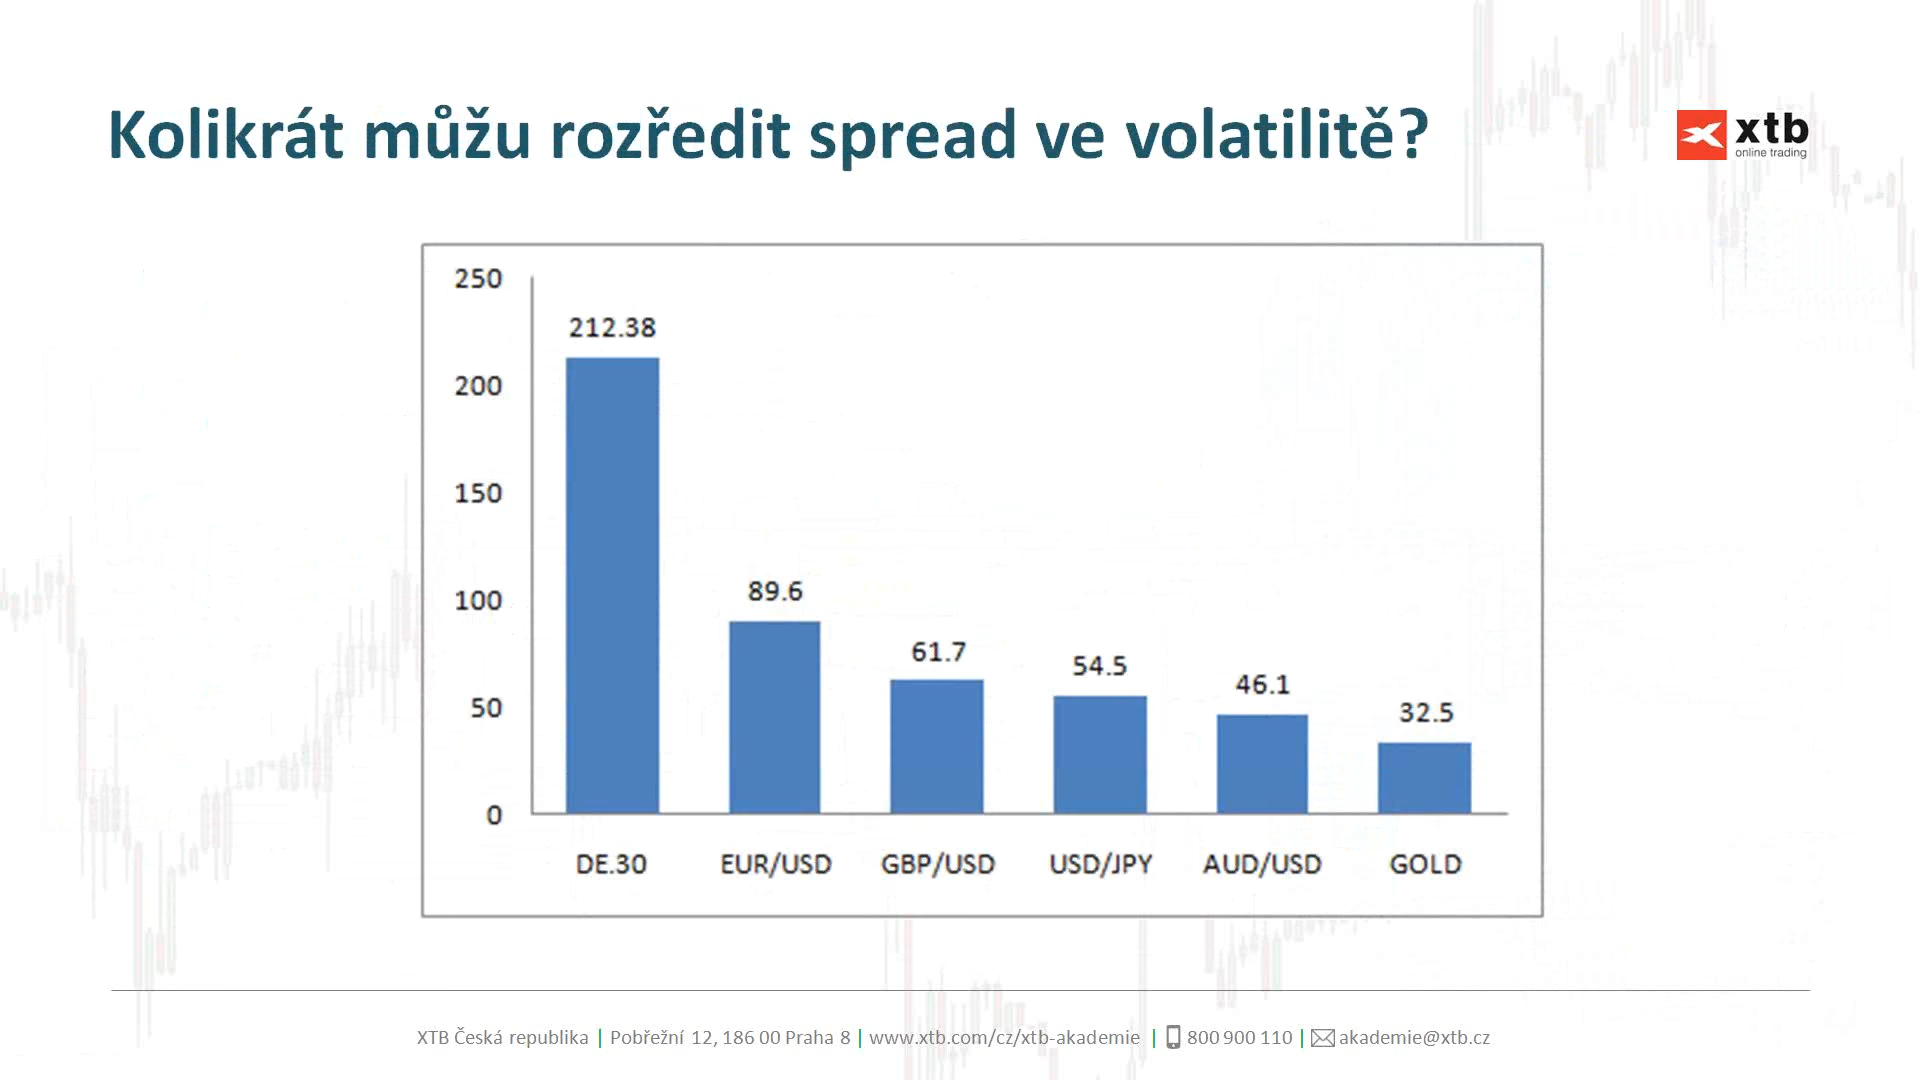 Kolikrát můžu rozředit spread ve volatilitě?
xtb
online trading
250
200
150
100
50
0
212.38
89.6
61.7
54.5
46.1
32.5
DE.30 EUR/USD GBP/USD USD/JPY AUD/USD GOLD
XTB Česká republika | Pobřežní 12, 186 00 Praha 8 | www.xtb.com/cz/xtb-akademie | 800 900 110 | akademie@xtb.cz